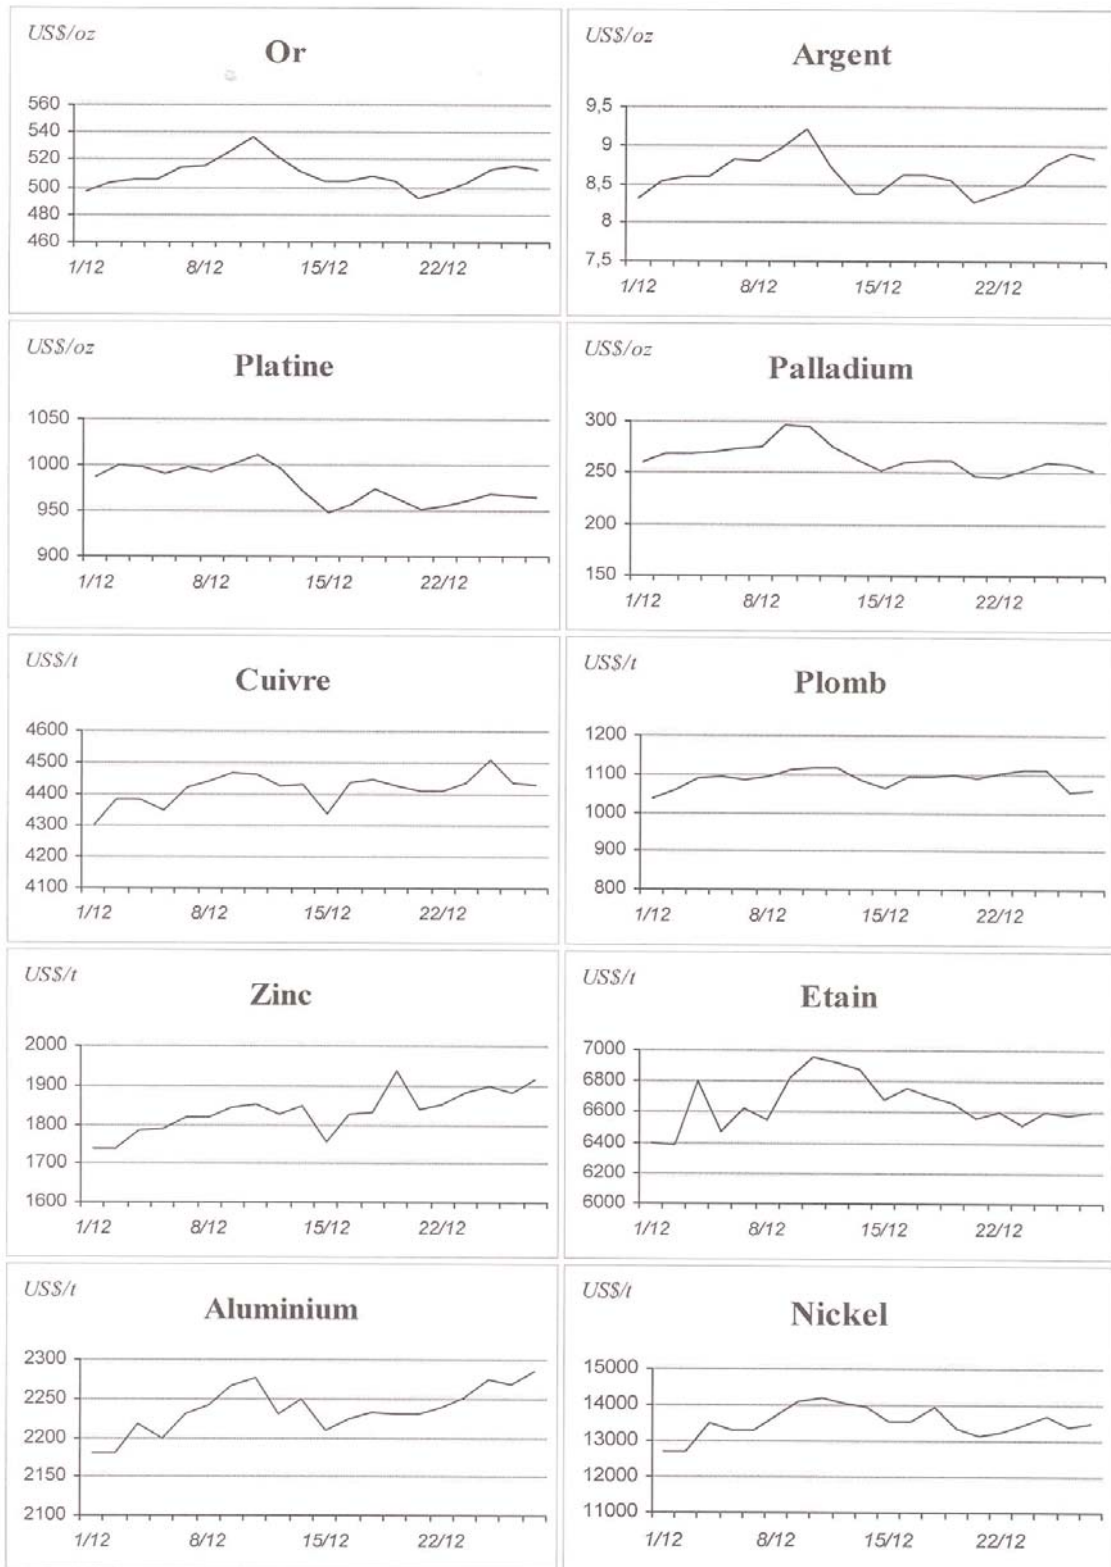 US$/oz
Or
560
540
520
500
480
460
1/12 8/12 15/12 22/12
US$/oz
Argent
9,5
9
8,5
8
7,5
1/12 8/12 15/12 22/12
US$/oz
Platine
1050
1000
950
900
1/12 8/12 15/12 22/12
US$/oz
Palladium
300
250
200
150
1/12 8/12 15/12 22/12
US$/t
Cuivre
4600
4500
4400
4300
4200
4100
1/12 8/12 15/12 22/12
US$/t
Plomb
1200
1100
1000
900
800
1/12 8/12 15/12 22/12
US$/t
Zinc
2000
1900
1800
1700
1600
1/12 8/12 15/12 22/12
US$/t
Etain
7000
6800
6600
6400
6200
6000
1/12 8/12 15/12 22/12
US$/t
Aluminium
2300
2250
2200
2150
2100
1/12 8/12 15/12 22/12
US$/t
Nickel
15000
14000
13000
12000
11000
1/12 8/12 15/12 22/12